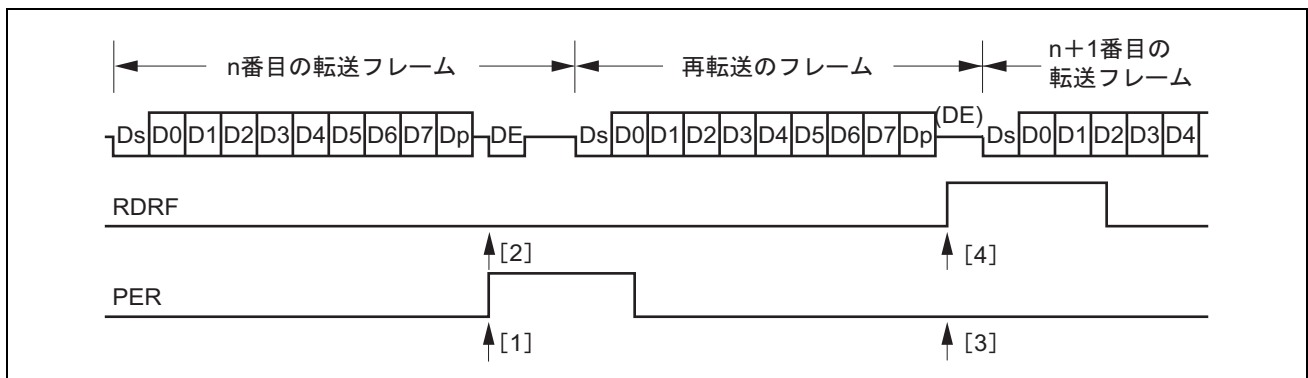 n番目の転送フレーム
再転送のフレーム
n+1番目の
転送フレーム
Ds D0 D1 D2 D3 D4 D5 D6 D7 Dp DE Ds D0 D1 D2 D3 D4 D5 D6 D7 Dp (DE) Ds D0 D1 D2 D3 D4
RDRF
[2] [4]
PER
[1] [3]